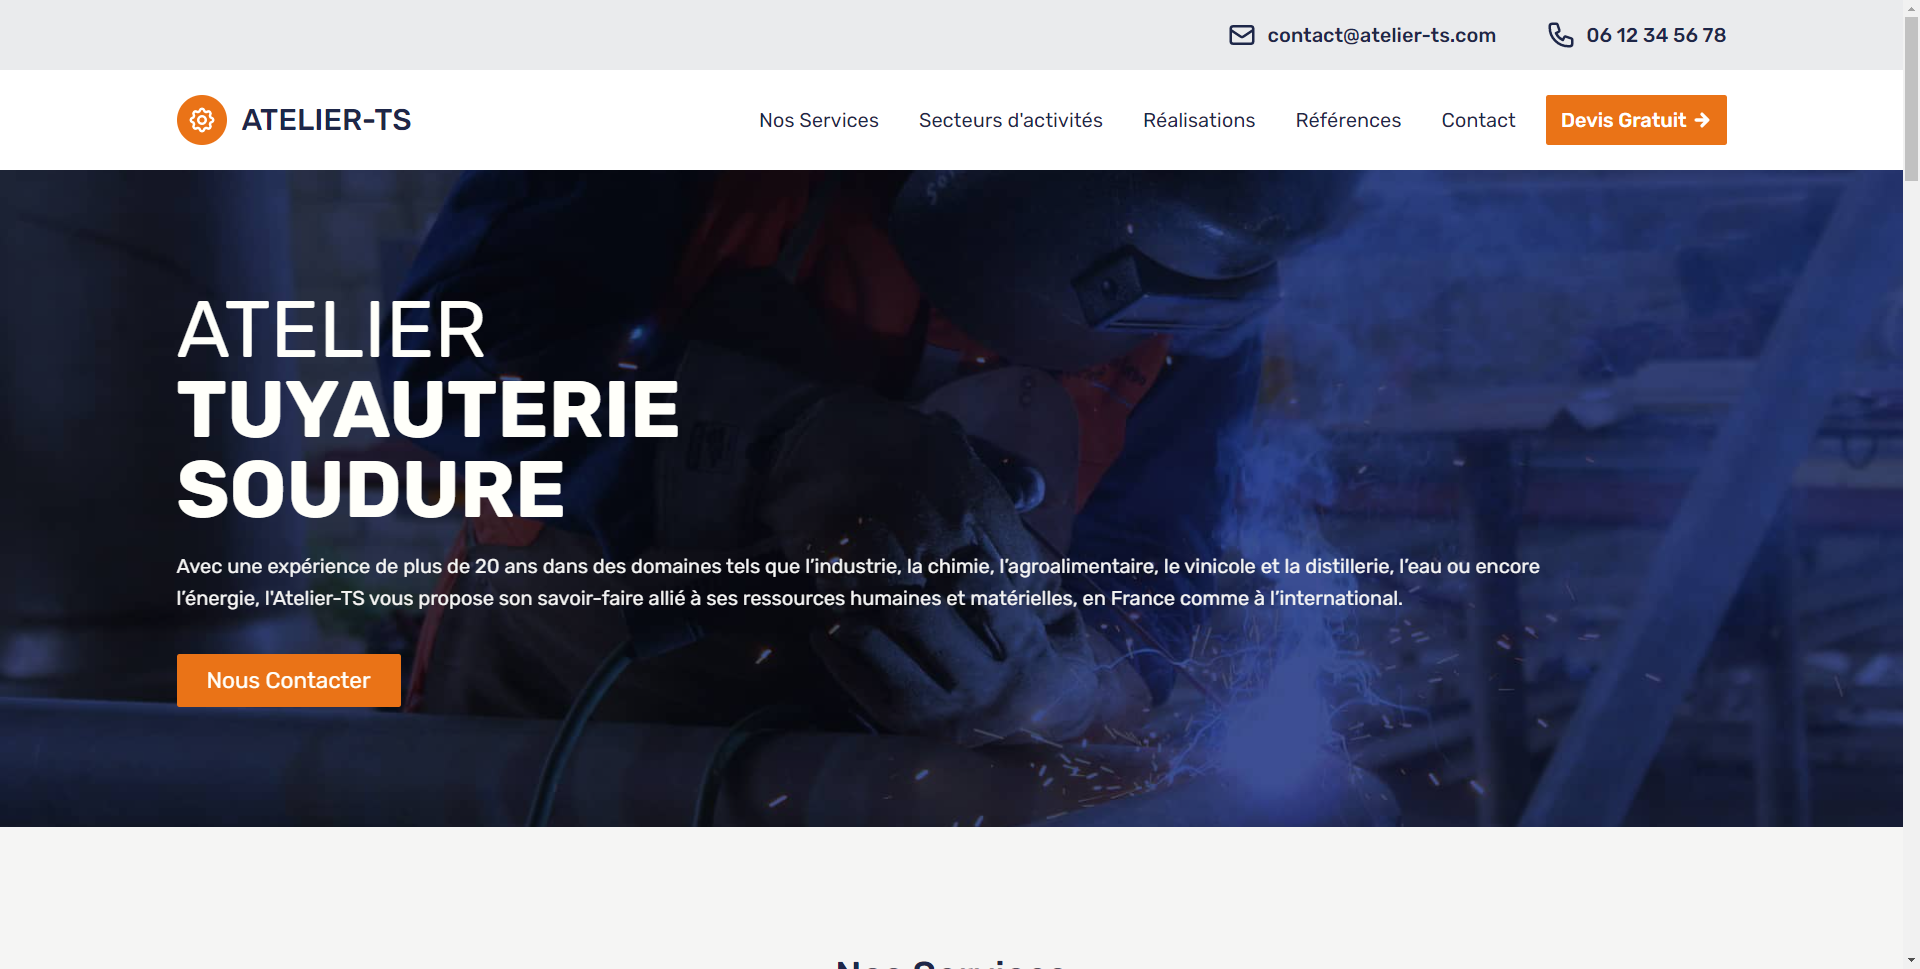 contact@atelier-ts.com
06 12 34 56 78
ATELIER-TS
Nos Services
Secteurs d'activités
Réalisations
Références
Contact
Devis Gratuit
ATELIER
TUYAUTERIE
SOUDURE
Avec une expérience de plus de 20 ans dans des domaines tels que l’industrie, la chimie, l’agroalimentaire, le vinicole et la distillerie, l’eau ou encore
l’énergie, l'Atelier-TS vous propose son savoir-faire allié à ses ressources humaines et matérielles, en France comme à l’international.
Nous Contacter
Nos Services